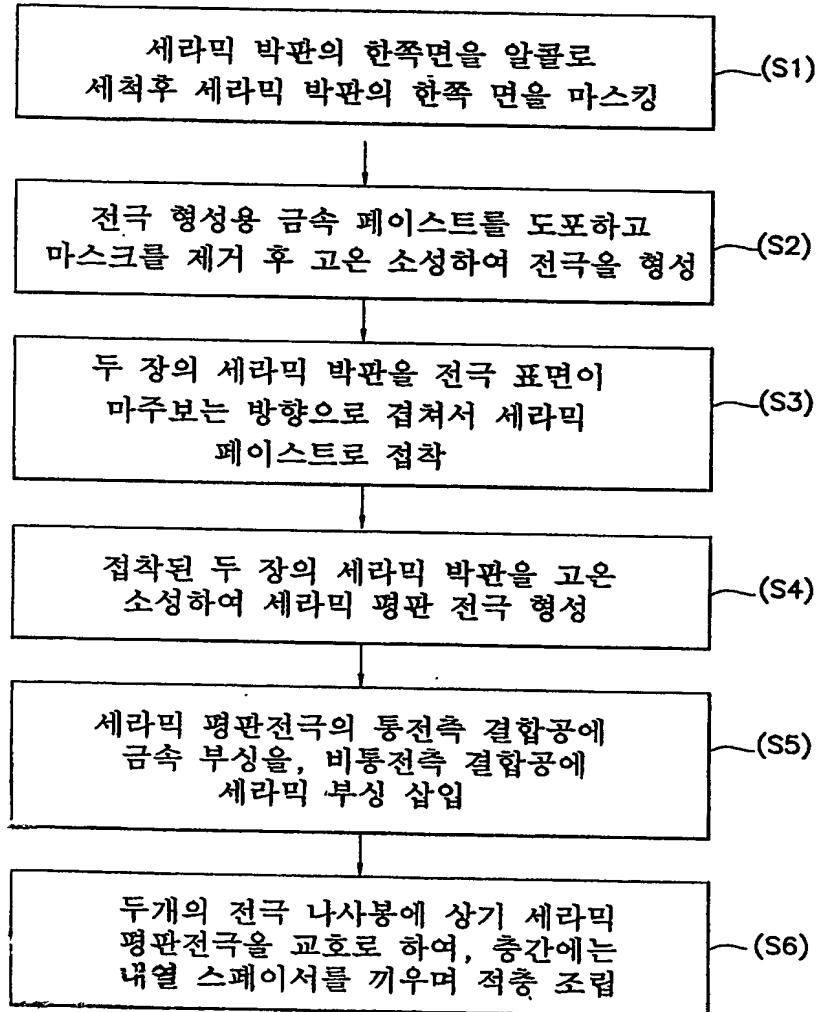 세라믹 박판의 한쪽면을 알콜로
세척후 세라믹 박판의 한쪽 면을 마스킹
(S1)
전극 형성용 금속 페이스트를 도포하고
마스크를 제거 후 고온 소성하여 전극을 형성
(S2)
두 장의 세라믹 박판을 전극 표면이
마주보는 방향으로 겹쳐서 세라믹
페이스트로 접착
(S3)
접착된 두 장의 세라믹 박판을 고온
소성하여 세라믹 평판 전극 형성
(S4)
세라믹 평판전극의 통전측 결합공에
금속 부싱을, 비통전측 결합공에
세라믹 부싱 삽입
(S5)
두개의 전극 나사봉에 상기 세라믹
평판전극을 교호로 하여, 층간에는
내열 스페이서를 끼우며 적층 조립
(S6)